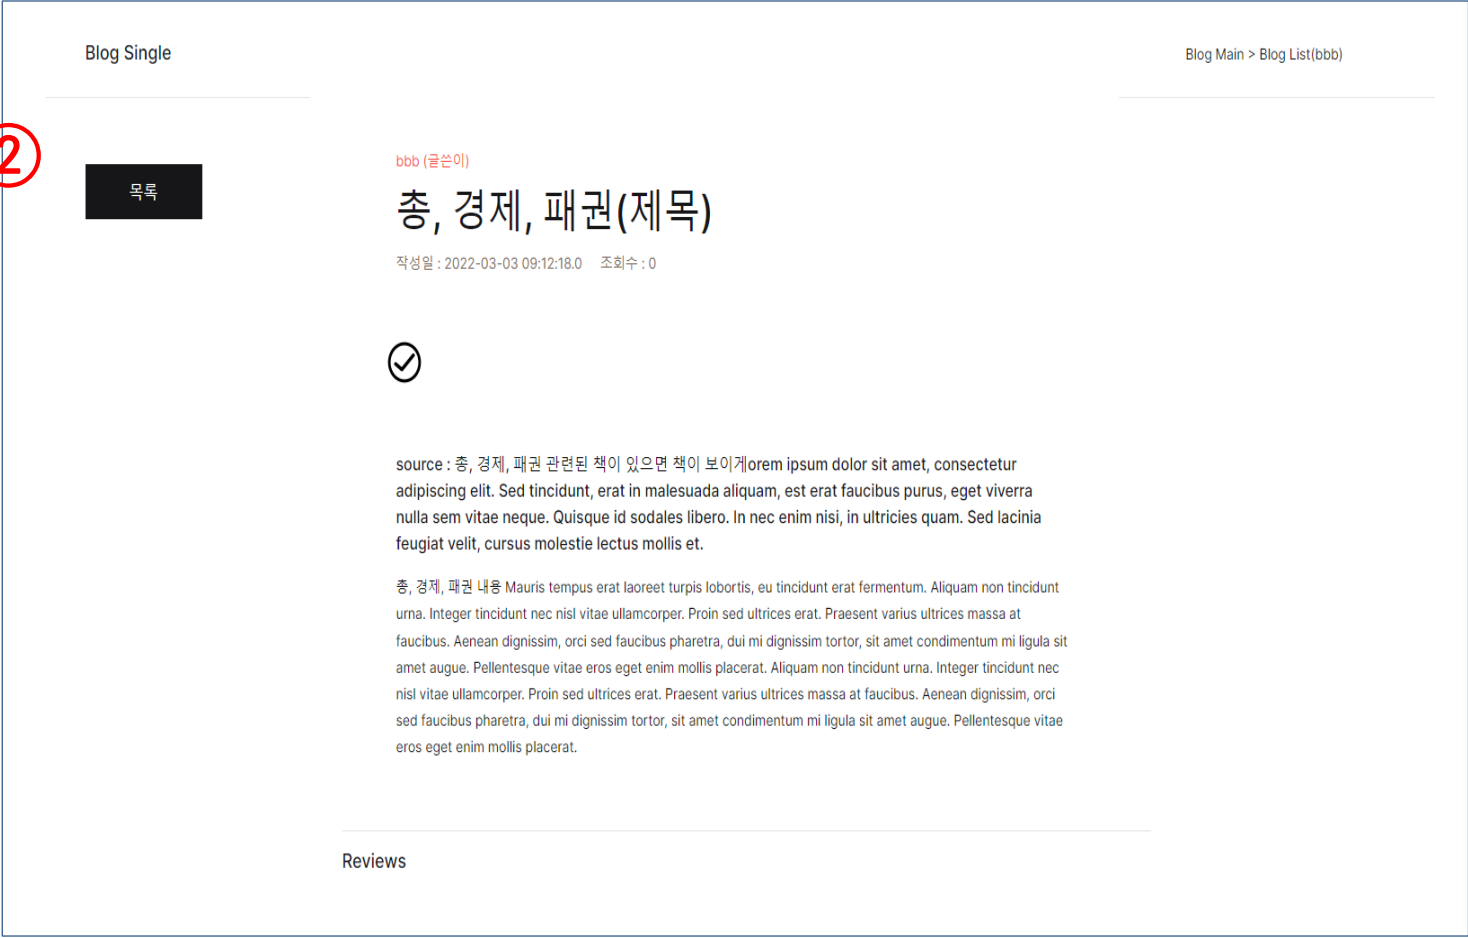 Blog Single
Blog Main > Blog List(bbb)
②
목록
bbb (글쓴이)
총, 경제, 패권(제목)
작성일 : 2022-03-03 09:12:18.0 조회수 : 0
source : 총, 경제, 패권 관련된 책이 있으면 책이 보이게orem ipsum dolor sit amet, consectetur
adipiscing elit. Sed tincidunt, erat in malesuada aliquam, est erat faucibus purus, eget viverra
nulla sem vitae neque. Quisque id sodales libero. In nec enim nisi, in ultricies quam. Sed lacinia
feugiat velit, cursus molestie lectus mollis et.
총, 경제, 패권 내용 Mauris tempus erat laoreet turpis lobortis, eu tincidunt erat fermentum. Aliquam non tincidunt
urna. Integer tincidunt nec nisl vitae ullamcorper. Proin sed ultrices erat. Praesent varius ultrices massa at
faucibus. Aenean dignissim, orci sed faucibus pharetra, dui mi dignissim tortor, sit amet condimentum mi ligula sit
amet augue. Pellentesque vitae eros eget enim mollis placerat. Aliquam non tincidunt urna. Integer tincidunt nec
nisl vitae ullamcorper. Proin sed ultrices erat. Praesent varius ultrices massa at faucibus. Aenean dignissim, orci
sed faucibus pharetra, dui mi dignissim tortor, sit amet condimentum mi ligula sit amet augue. Pellentesque vitae
eros eget enim mollis placerat.
Reviews